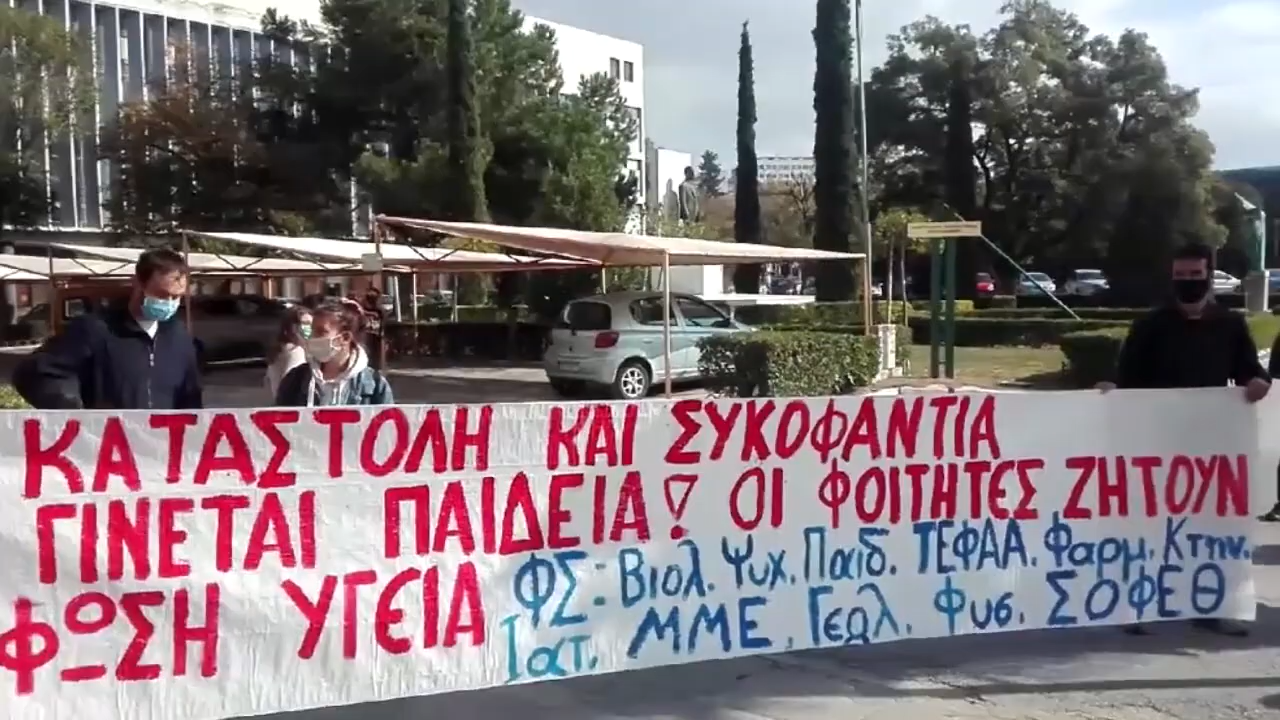 ΚΑΤΑΣΤΟΛΗ ΚΑΙ ΣΥΚΟΦΑΝΤΙΑ
ΓΙΝΕΤΑΙ ΠΑΙΔΕΙΑ! ΟΙ ΦΟΙΤΗΤΕΣ ΖΗΤΟΥΝ
ΦΩΣΗ ΥΓΕΙΑ
ΦΣ: Βιολ. Ψυχ. Παιδ. ΤΕΦΑΑ. Φαρμ. Κτην.
Ιατ. ΜΜΕ, Γεωλ. Φυσ. ΣΟΦΕΘ